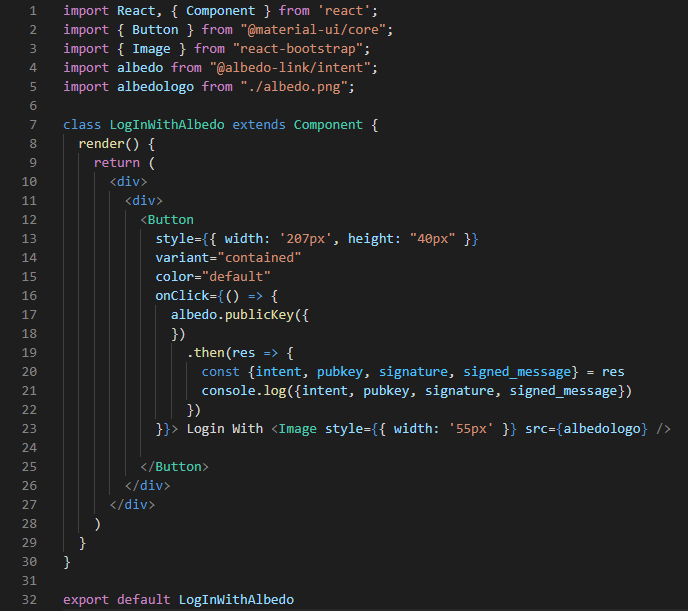 1 import React, { Component } from 'react';
2 import { Button } from "@material-ui/core";
3 import { Image } from "react-bootstrap";
4 import albedo from "@albedo-link/intent";
5 import albedologo from "./albedo.png";
6
7 class LogInWithAlbedo extends Component {
8   render() {
9     return (
10       <div>
11         <div>
12           <Button
13             style={{ width: '207px', height: "40px" }}
14             variant="contained"
15             color="default"
16             onClick={() => {
17               albedo.publicKey({
18               })
19                 .then(res => {
20                   const {intent, pubkey, signature, signed_message} = res
21                   console.log({intent, pubkey, signature, signed_message})
22                 })
23             }}> Login With <Image style={{ width: '55px' }} src={albedologo} />
24
25           </Button>
26         </div>
27       </div>
28     )
29   }
30 }
31
32 export default LogInWithAlbedo